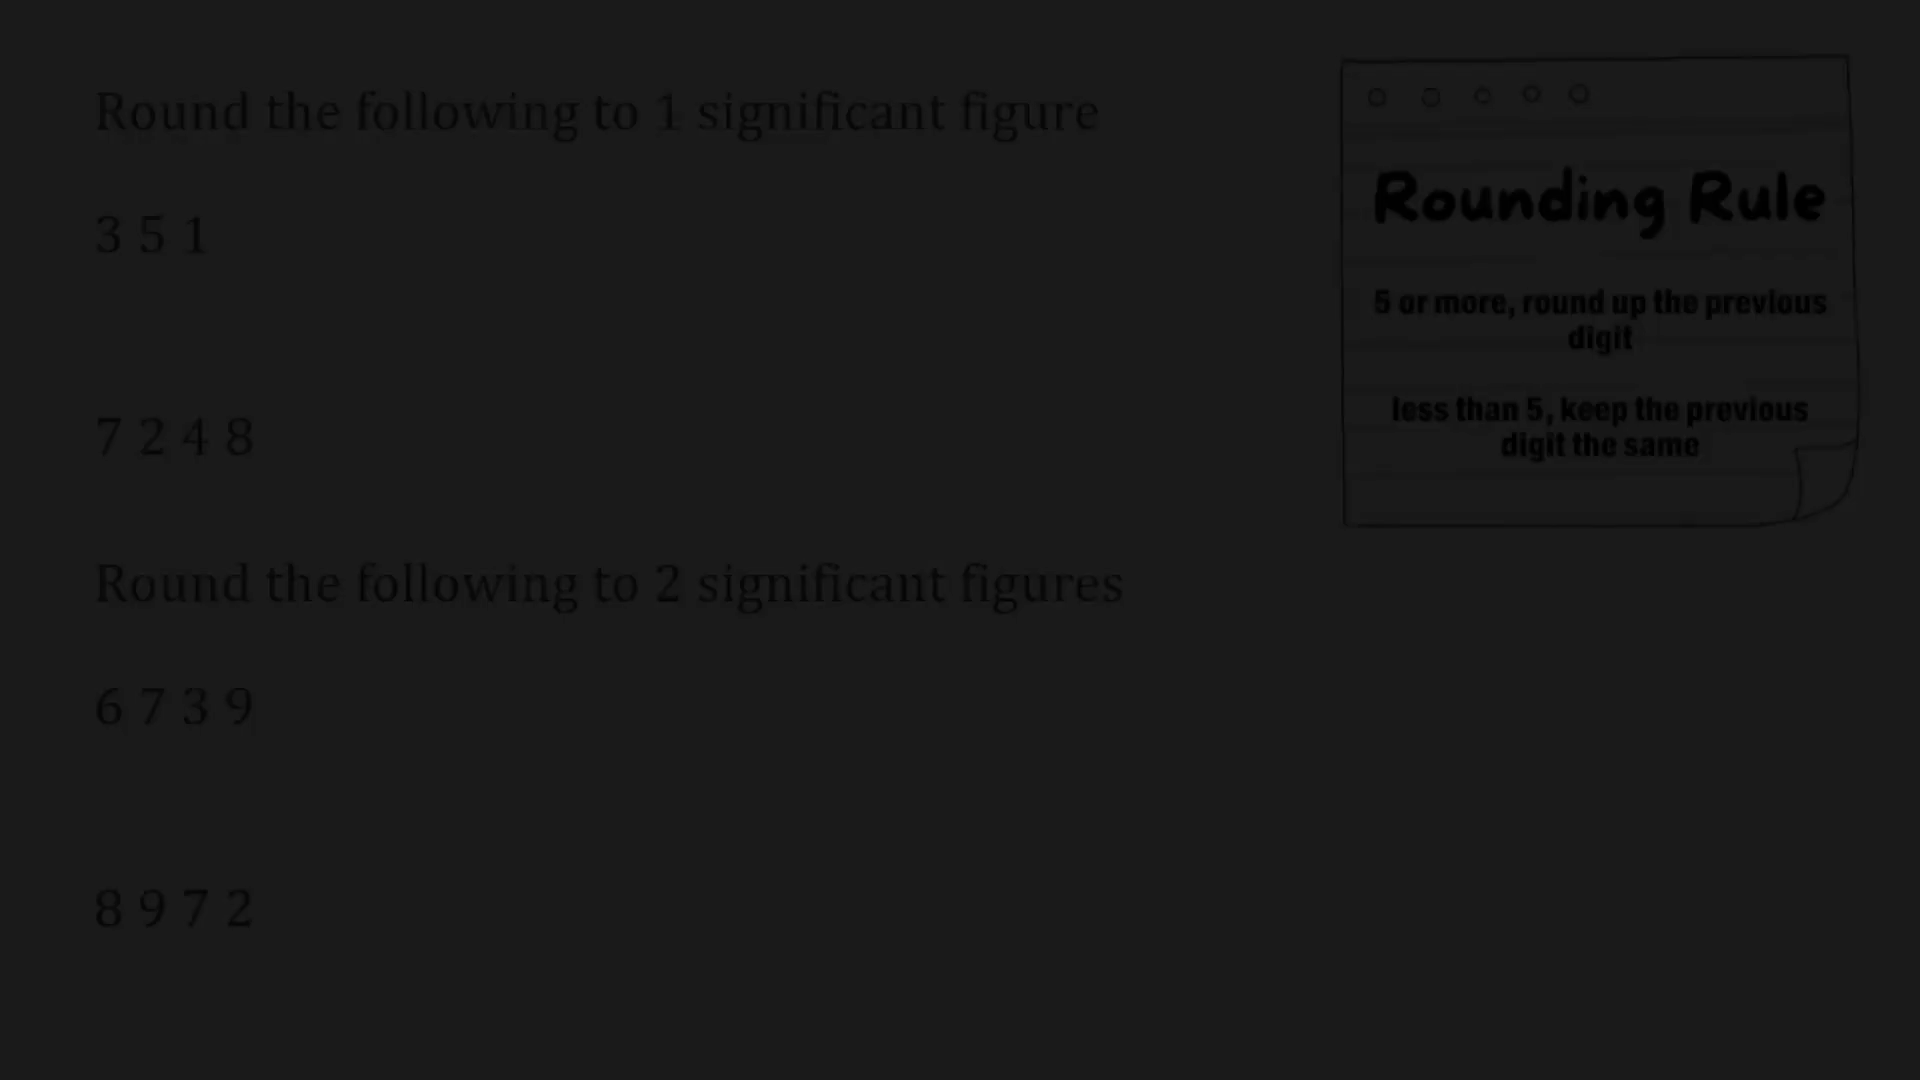 Round the following to 1 significant figure
3 5 1
7 2 4 8
Round the following to 2 significant figures
6 7 3 9
8 9 7 2
Rounding Rule
5 or more, round up the previous
digit
less than 5, keep the previous
digit the same